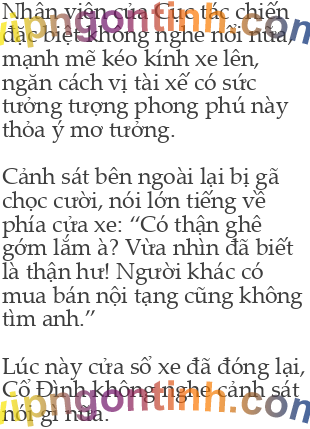 Nhân viên của Cục tác chiến
đặc biệt không nghe nổi nữa,
mạnh mẽ kéo kính xe lên,
ngăn cách vị tài xế có sức
tưởng tượng phong phú này
thỏa ý mơ tưởng.
Cảnh sát bên ngoài lại bị gã
chọc cười, nói lớn tiếng về
phía cửa xe: “Có thận ghê
gớm lắm à? Vừa nhìn đã biết
là thận hư! Người khác có
mua bán nội tạng cũng không
tìm anh.”
Lúc này cửa sổ xe đã đóng lại,
Cổ Đình không nghe cảnh sát
nói gì nữa.
vipngontinh.com
vipngontinh.com